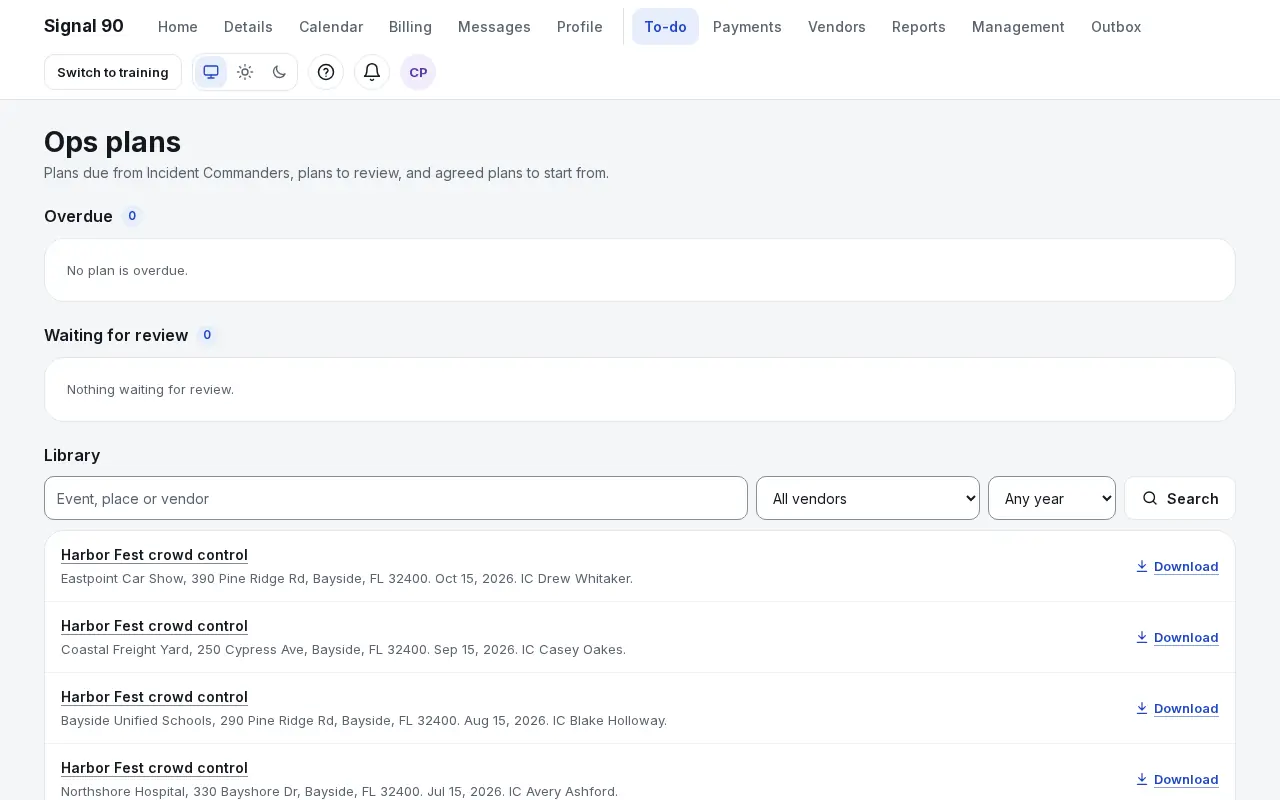 Signal 90
Home
Details
Calendar
Billing
Messages
Profile
To-do
Payments
Vendors
Reports
Management
Outbox
Switch to training
CP
Ops plans
Plans due from Incident Commanders, plans to review, and agreed plans to start from.
Overdue 0
No plan is overdue.
Waiting for review 0
Nothing waiting for review.
Library
Event, place or vendor
All vendors
Any year
Search
Harbor Fest crowd control
Eastpoint Car Show, 390 Pine Ridge Rd, Bayside, FL 32400. Oct 15, 2026. IC Drew Whitaker.
Download
Harbor Fest crowd control
Coastal Freight Yard, 250 Cypress Ave, Bayside, FL 32400. Sep 15, 2026. IC Casey Oakes.
Download
Harbor Fest crowd control
Bayside Unified Schools, 290 Pine Ridge Rd, Bayside, FL 32400. Aug 15, 2026. IC Blake Holloway.
Download
Harbor Fest crowd control
Northshore Hospital, 330 Bayshore Dr, Bayside, FL 32400. Jul 15, 2026. IC Avery Ashford.
Download